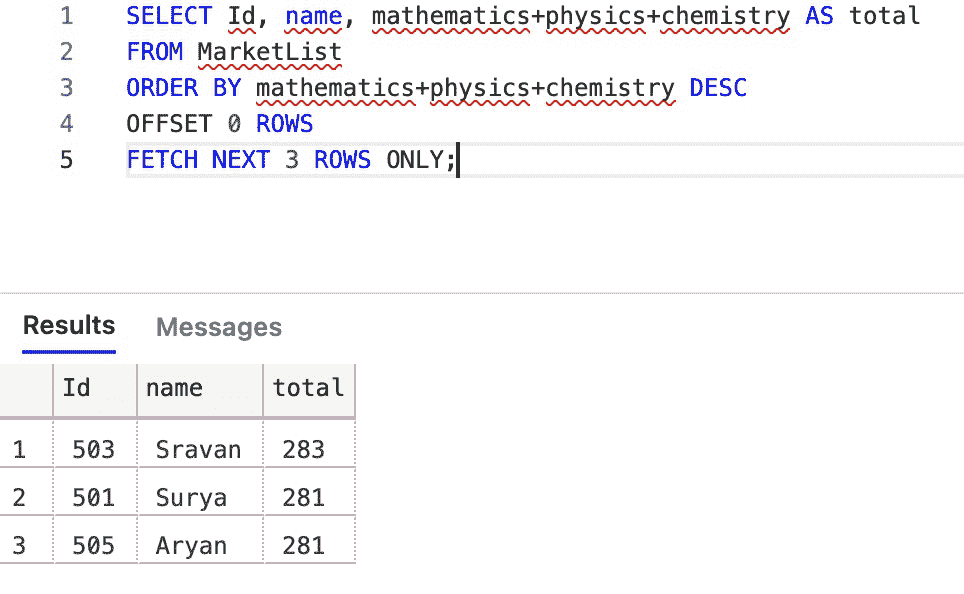 1 SELECT Id, name, mathematics+physics+chemistry AS total
2 FROM MarketList
3 ORDER BY mathematics+physics+chemistry DESC
4 OFFSET 0 ROWS
5 FETCH NEXT 3 ROWS ONLY;
Results Messages
Id name total
1 503 Sravan 283
2 501 Surya 281
3 505 Aryan 281